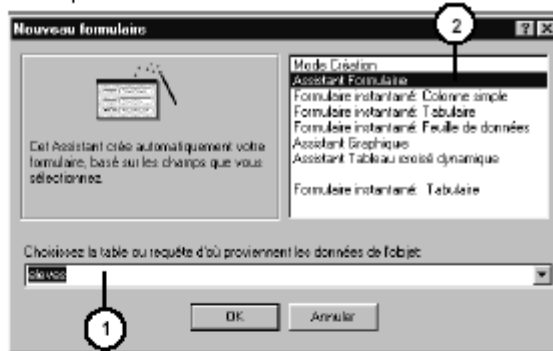 Nouveau formulaire
2
Mode Création
Assistant Formulaire
Formulaire instantané: Colonne simple
Formulaire instantané: Tabulaire
Formulaire instantané: Feuille de données
Assistant Graphique
Assistant Tableau croisé dynamique
Formulaire instantané: Tabulaire
Cet Assistant crée automatiquement votre
formulaire, basé sur les champs que vous
sélectionnez.
Choisissez la table ou requête d'où proviennent les données de l'objet:
eleves
1
OK
Annuler